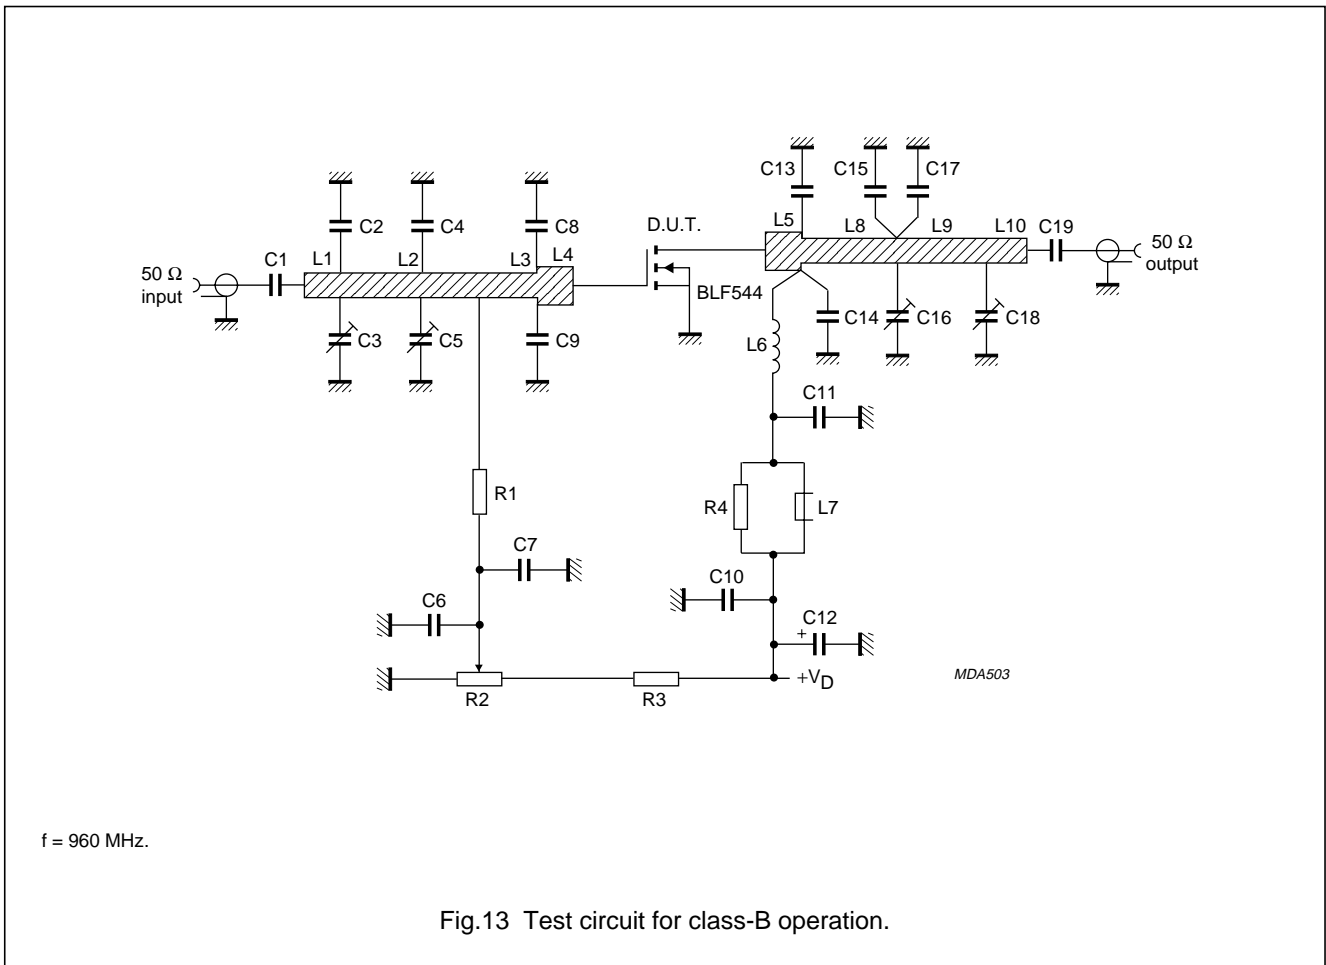 C13
C15
C17
C2
C4
C8
D.U.T.
L5
L8
L9
L10
C19
50 Ω
output
L1
L2
L3
L4
C1
50 Ω
input
BLF544
C3
C5
C9
L6
C14
C16
C18
C11
R1
R4
L7
C7
C10
C6
C12
+
R2
R3
+VD
MDA503
f = 960 MHz.
Fig.13 Test circuit for class-B operation.